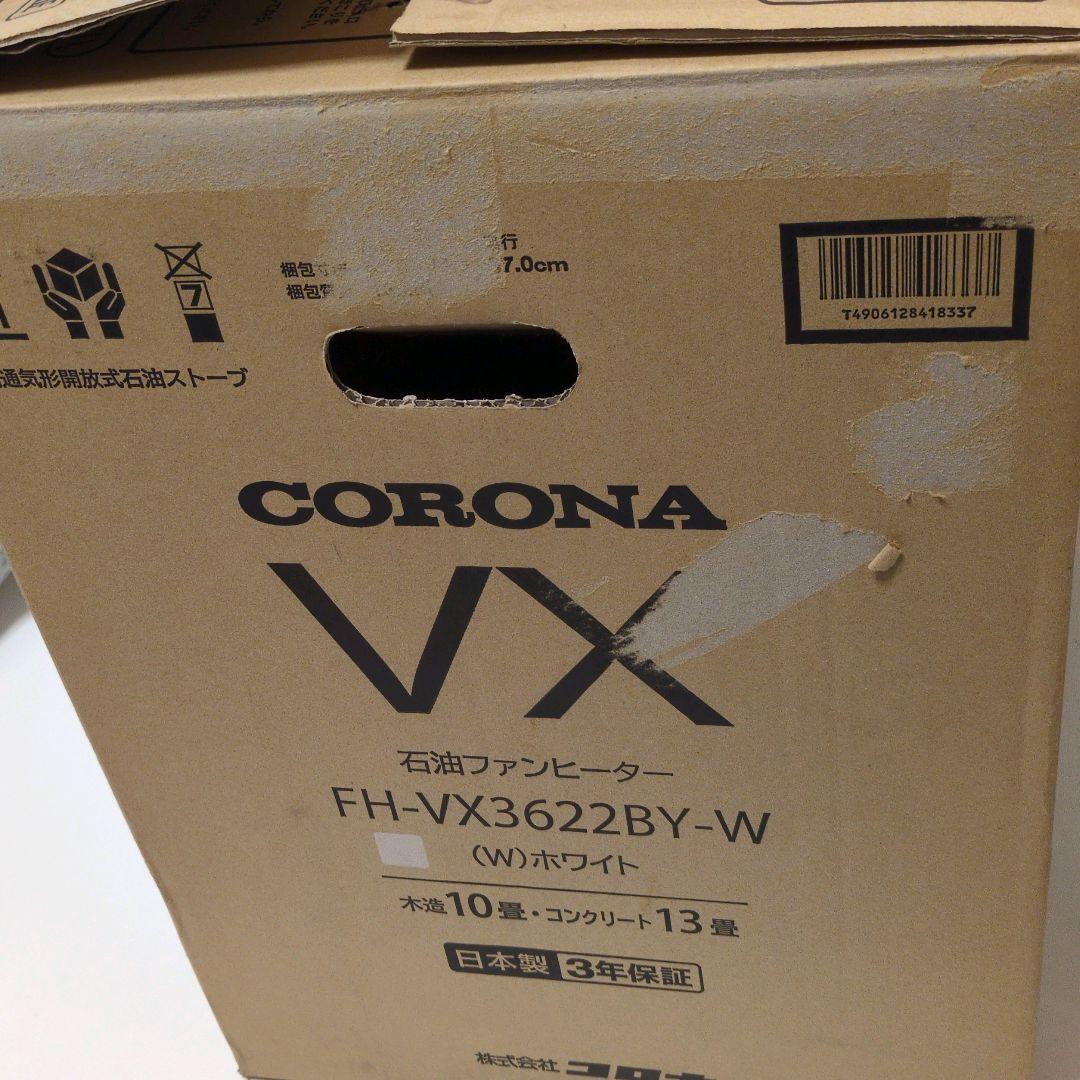 行
梱包
7.0cm
梱包
7
T4906128418337
通気形開放式石油ストーブ
CORONA
VX
石油ファンヒーター
FH-VX3622BY-W
(W)ホワイト
木造10畳・コンクリート13畳
日本製 3年保証
株式会社 コロナ